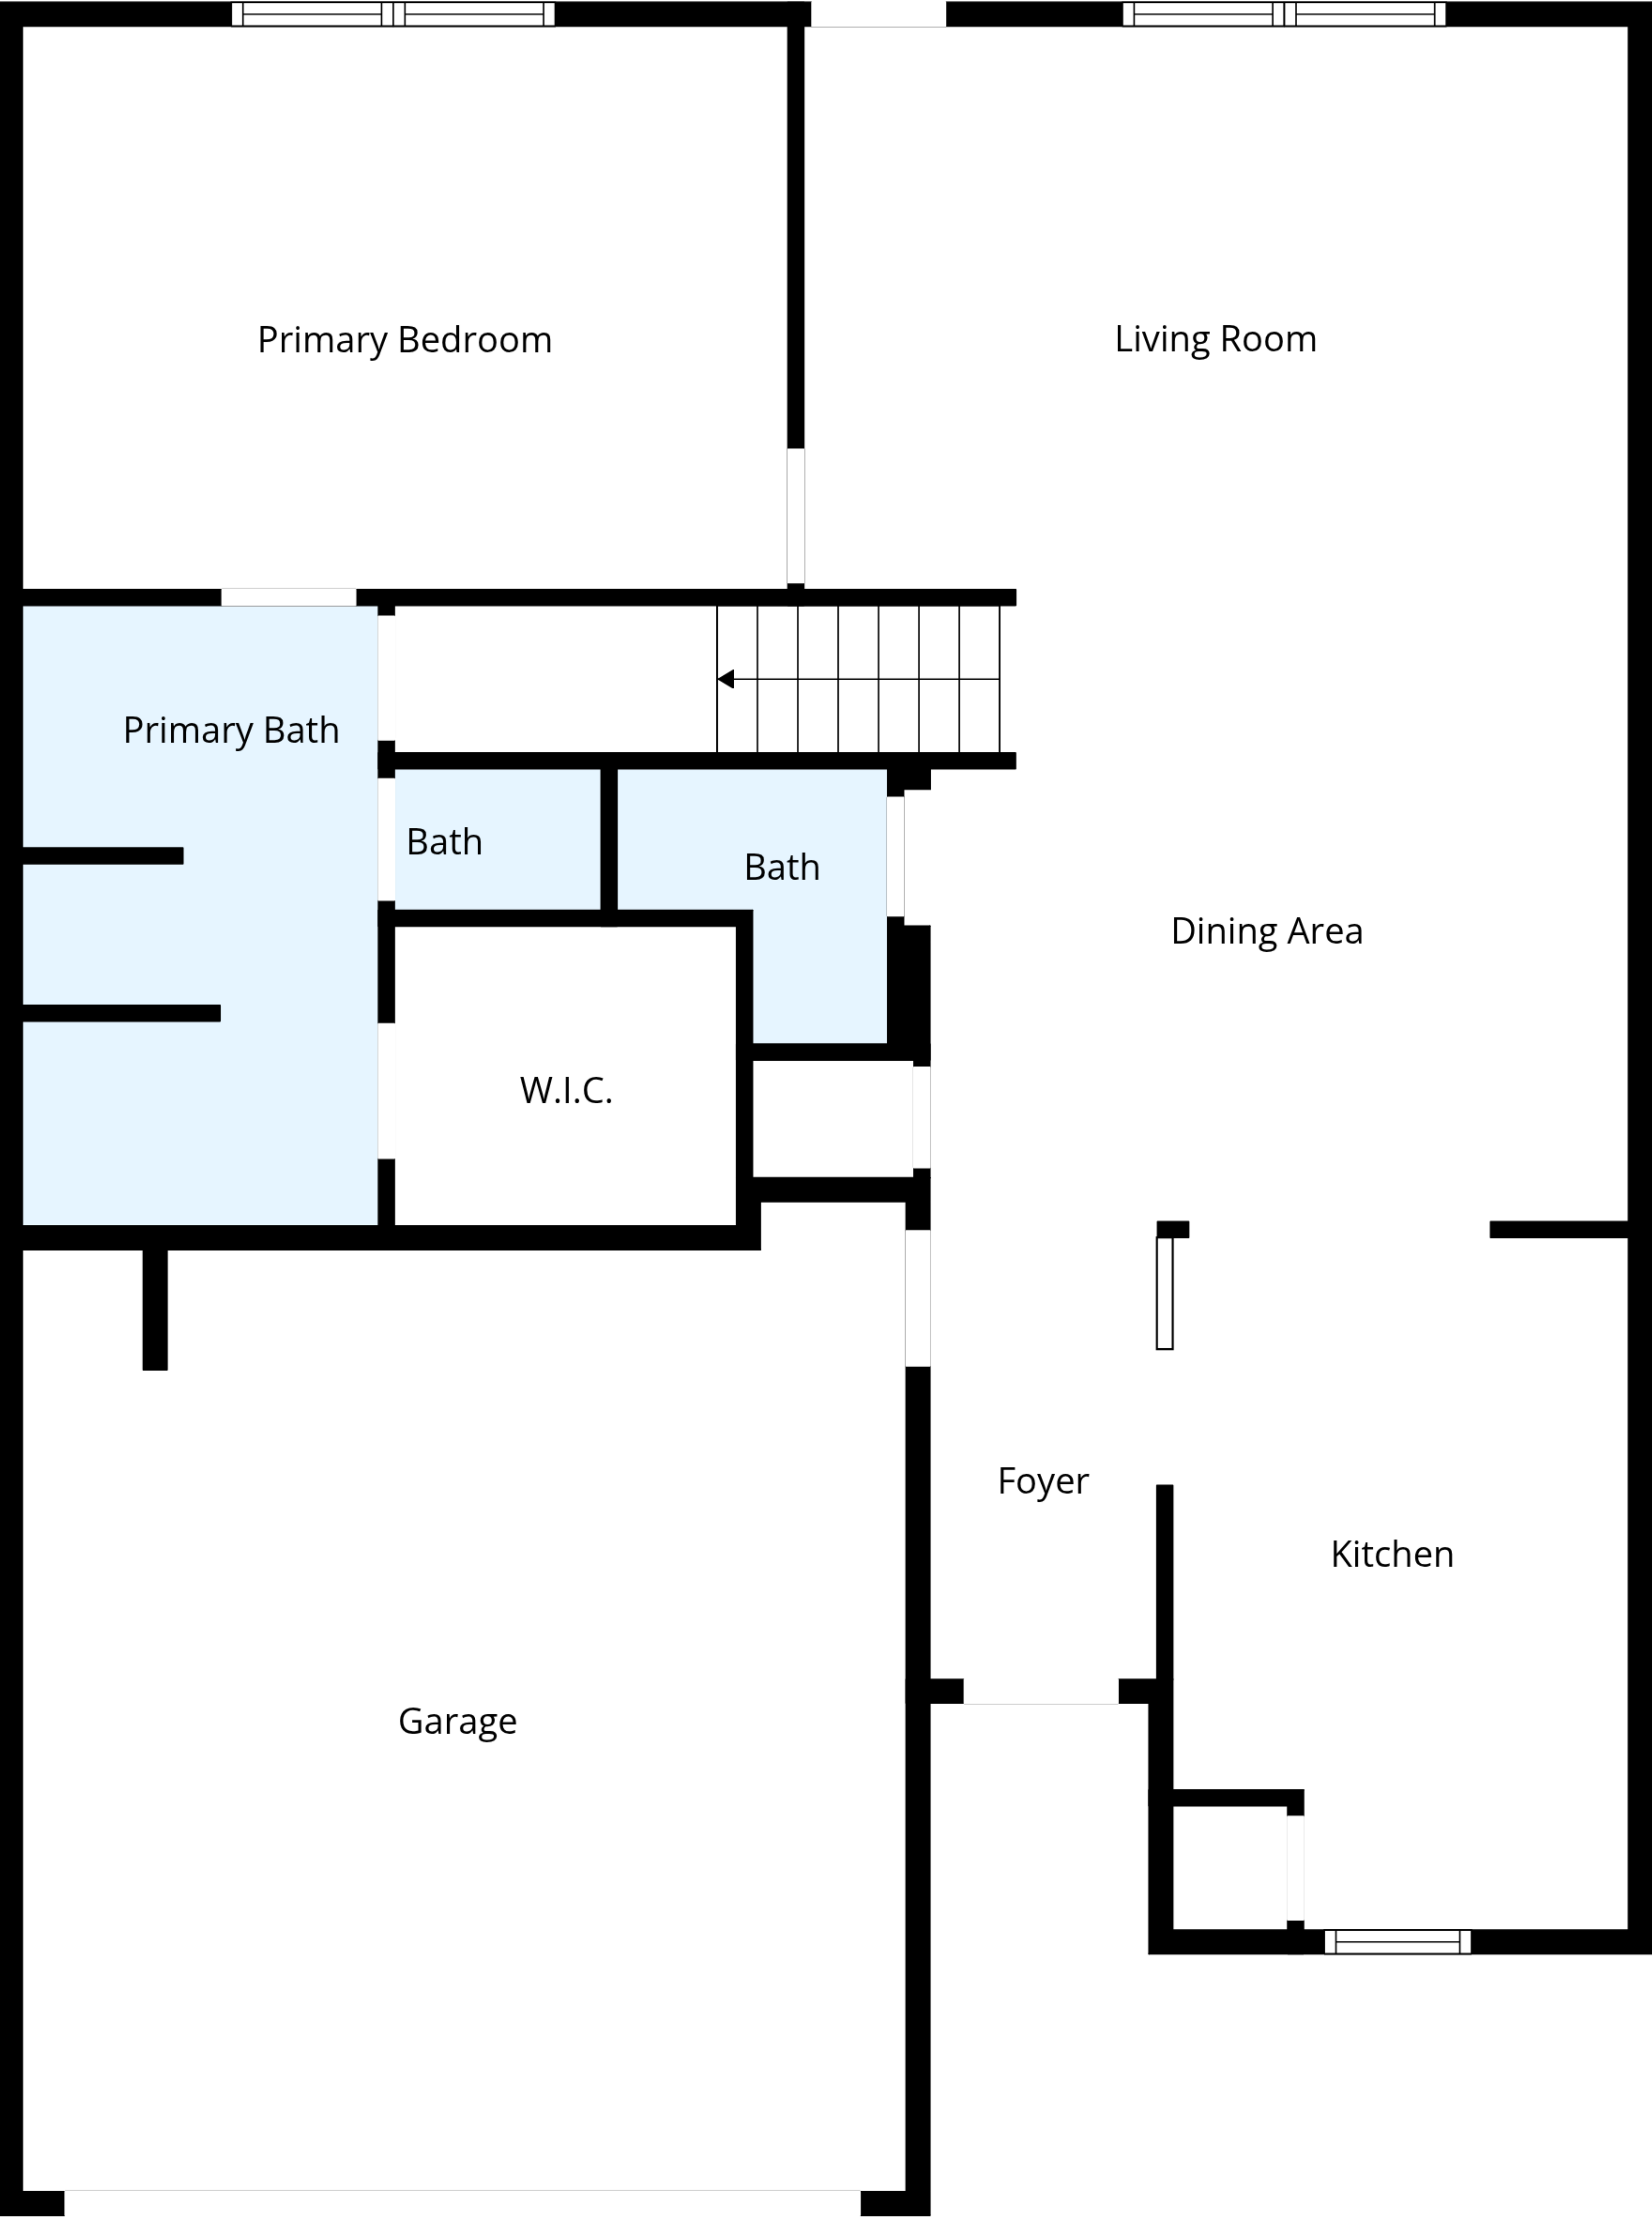 Primary Bedroom
Living Room
Primary Bath
Bath
Bath
Dining Area
W.I.C.
Foyer
Kitchen
Garage